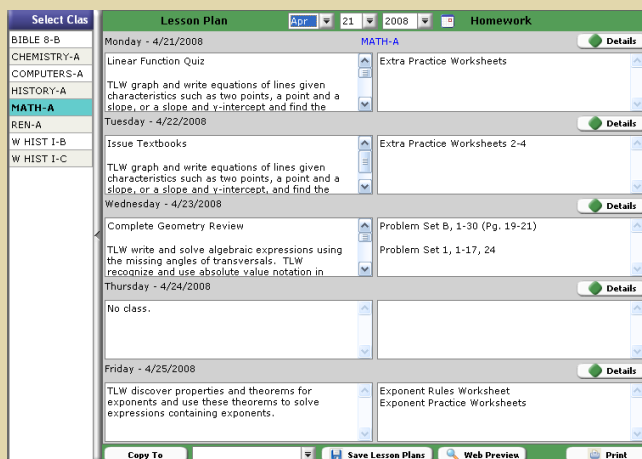 Select Clas
Lesson Plan
Apr 21 2008
Homework
BIBLE 8-B
CHEMISTRY-A
COMPUTERS-A
HISTORY-A
MATH-A
REN-A
W HIST I-B
W HIST I-C
Monday - 4/21/2008
MATH-A
Details
Linear Function Quiz
TLW graph and write equations of lines given
characteristics such as two points, a point and a
slope, or a slope and y-intercept and find the
Extra Practice Worksheets
Tuesday - 4/22/2008
Details
Issue Textbooks
TLW graph and write equations of lines given
characteristics such as two points, a point and a
slope, or a slope and y-intercept, and find the
Extra Practice Worksheets 2-4
Wednesday - 4/23/2008
Details
Complete Geometry Review
TLW write and solve algebraic expressions using
the missing angles of transversals. TLW
recognize and use absolute value notation in
Problem Set B, 1-30 (Pg. 19-21)
Problem Set 1, 1-17, 24
Thursday - 4/24/2008
Details
No class.
Friday - 4/25/2008
Details
TLW discover properties and theorems for
exponents and use these theorems to solve
expressions containing exponents.
Exponent Rules Worksheet
Exponent Practice Worksheets
Copy To
Save Lesson Plans
Web Preview
Print